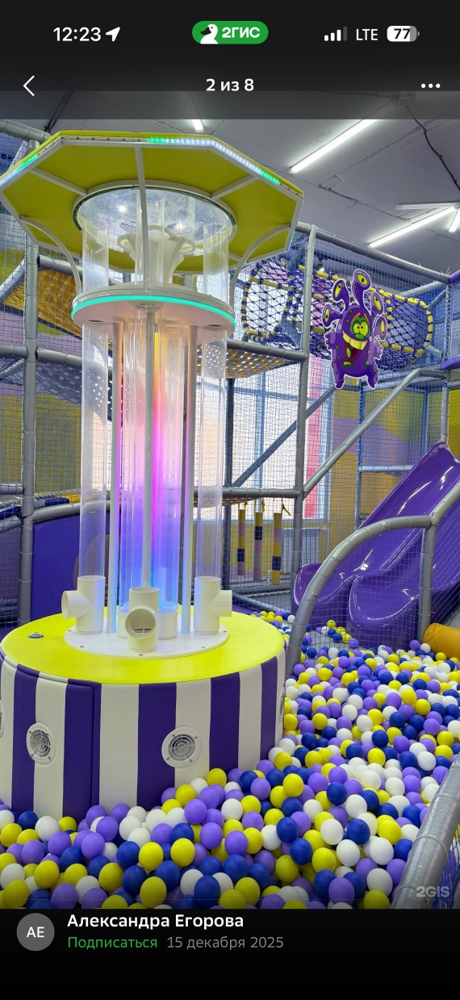 12:23 2ГИС LTE 77
2 из 8
2GIS
АЕ Александра Егорова
Подписаться 15 декабря 2025